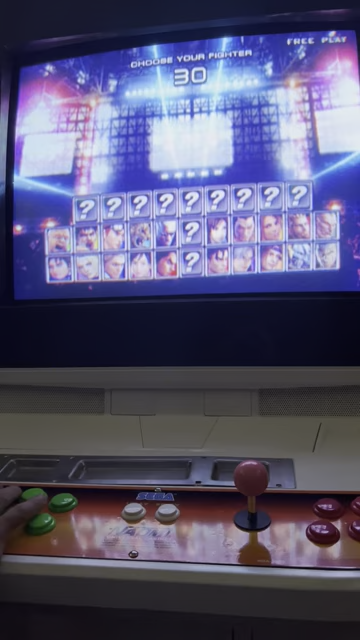 FREE PLAY
CHOOSE YOUR FIGHTER
30
? ? ? ? ? ? ? ? ?
?
?
SEGA